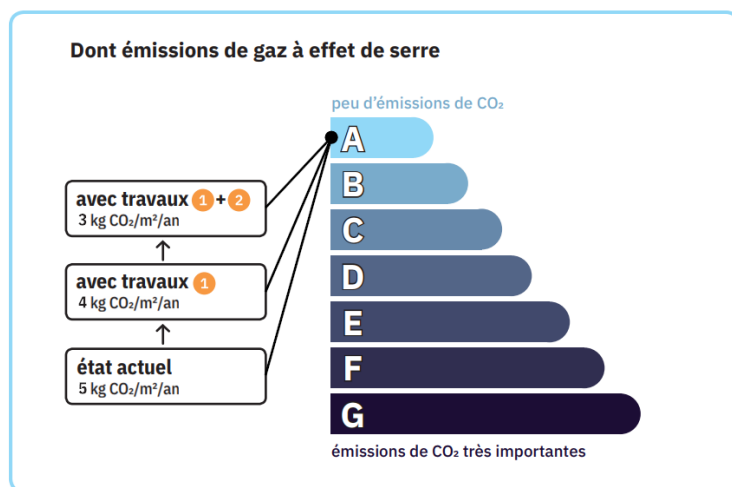 Dont émissions de gaz à effet de serre
peu d'émissions de CO₂
A
B
C
D
E
F
G
émissions de CO₂ très importantes
avec travaux 1 + 2
3 kg CO₂/m²/an
avec travaux 1
4 kg CO₂/m²/an
état actuel
5 kg CO₂/m²/an